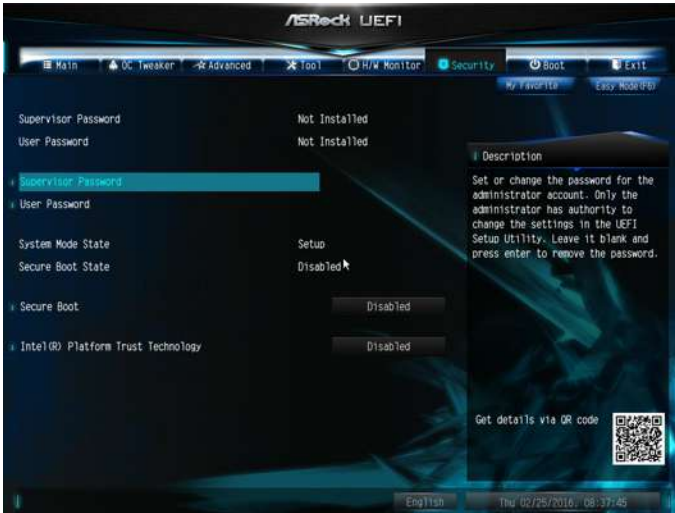 ASRock UEFI
Main OC Tweaker Advanced Tool H/W Monitor Security Boot Exit
My Favorite Easy Mode(F6)
Supervisor Password Not Installed
User Password Not Installed
Description
Supervisor Password
User Password
Set or change the password for the
administrator account. Only the
administrator has authority to
change the settings in the UEFI
Setup Utility. Leave it blank and
press enter to remove the password.
System Mode State Setup
Secure Boot State Disabled
Secure Boot Disabled
Intel(R) Platform Trust Technology Disabled
Get details via QR code
English Thu 02/25/2016, 08:37:45